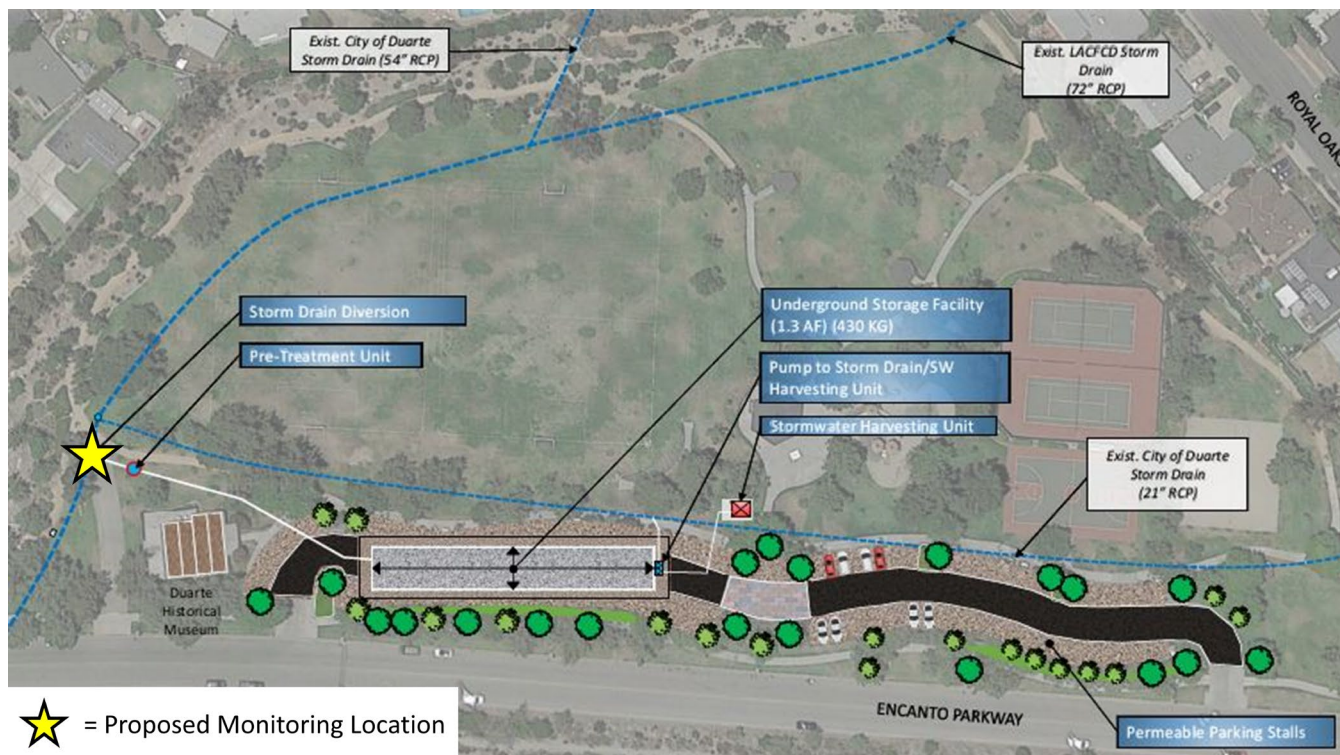 Exist. City of Duarte
Storm Drain (54” RCP)
Exist. LACFCD Storm
Drain
(72” RCP)
ROYAL OAKS
Storm Drain Diversion
Pre-Treatment Unit
Underground Storage Facility
(1.3 AF) (430 KG)
Pump to Storm Drain/SW
Harvesting Unit
Stormwater Harvesting Unit
Exist. City of Duarte
Storm Drain
(21” RCP)
Duarte
Historical
Museum
ENCANTO PARKWAY
Permeable Parking Stalls
= Proposed Monitoring Location